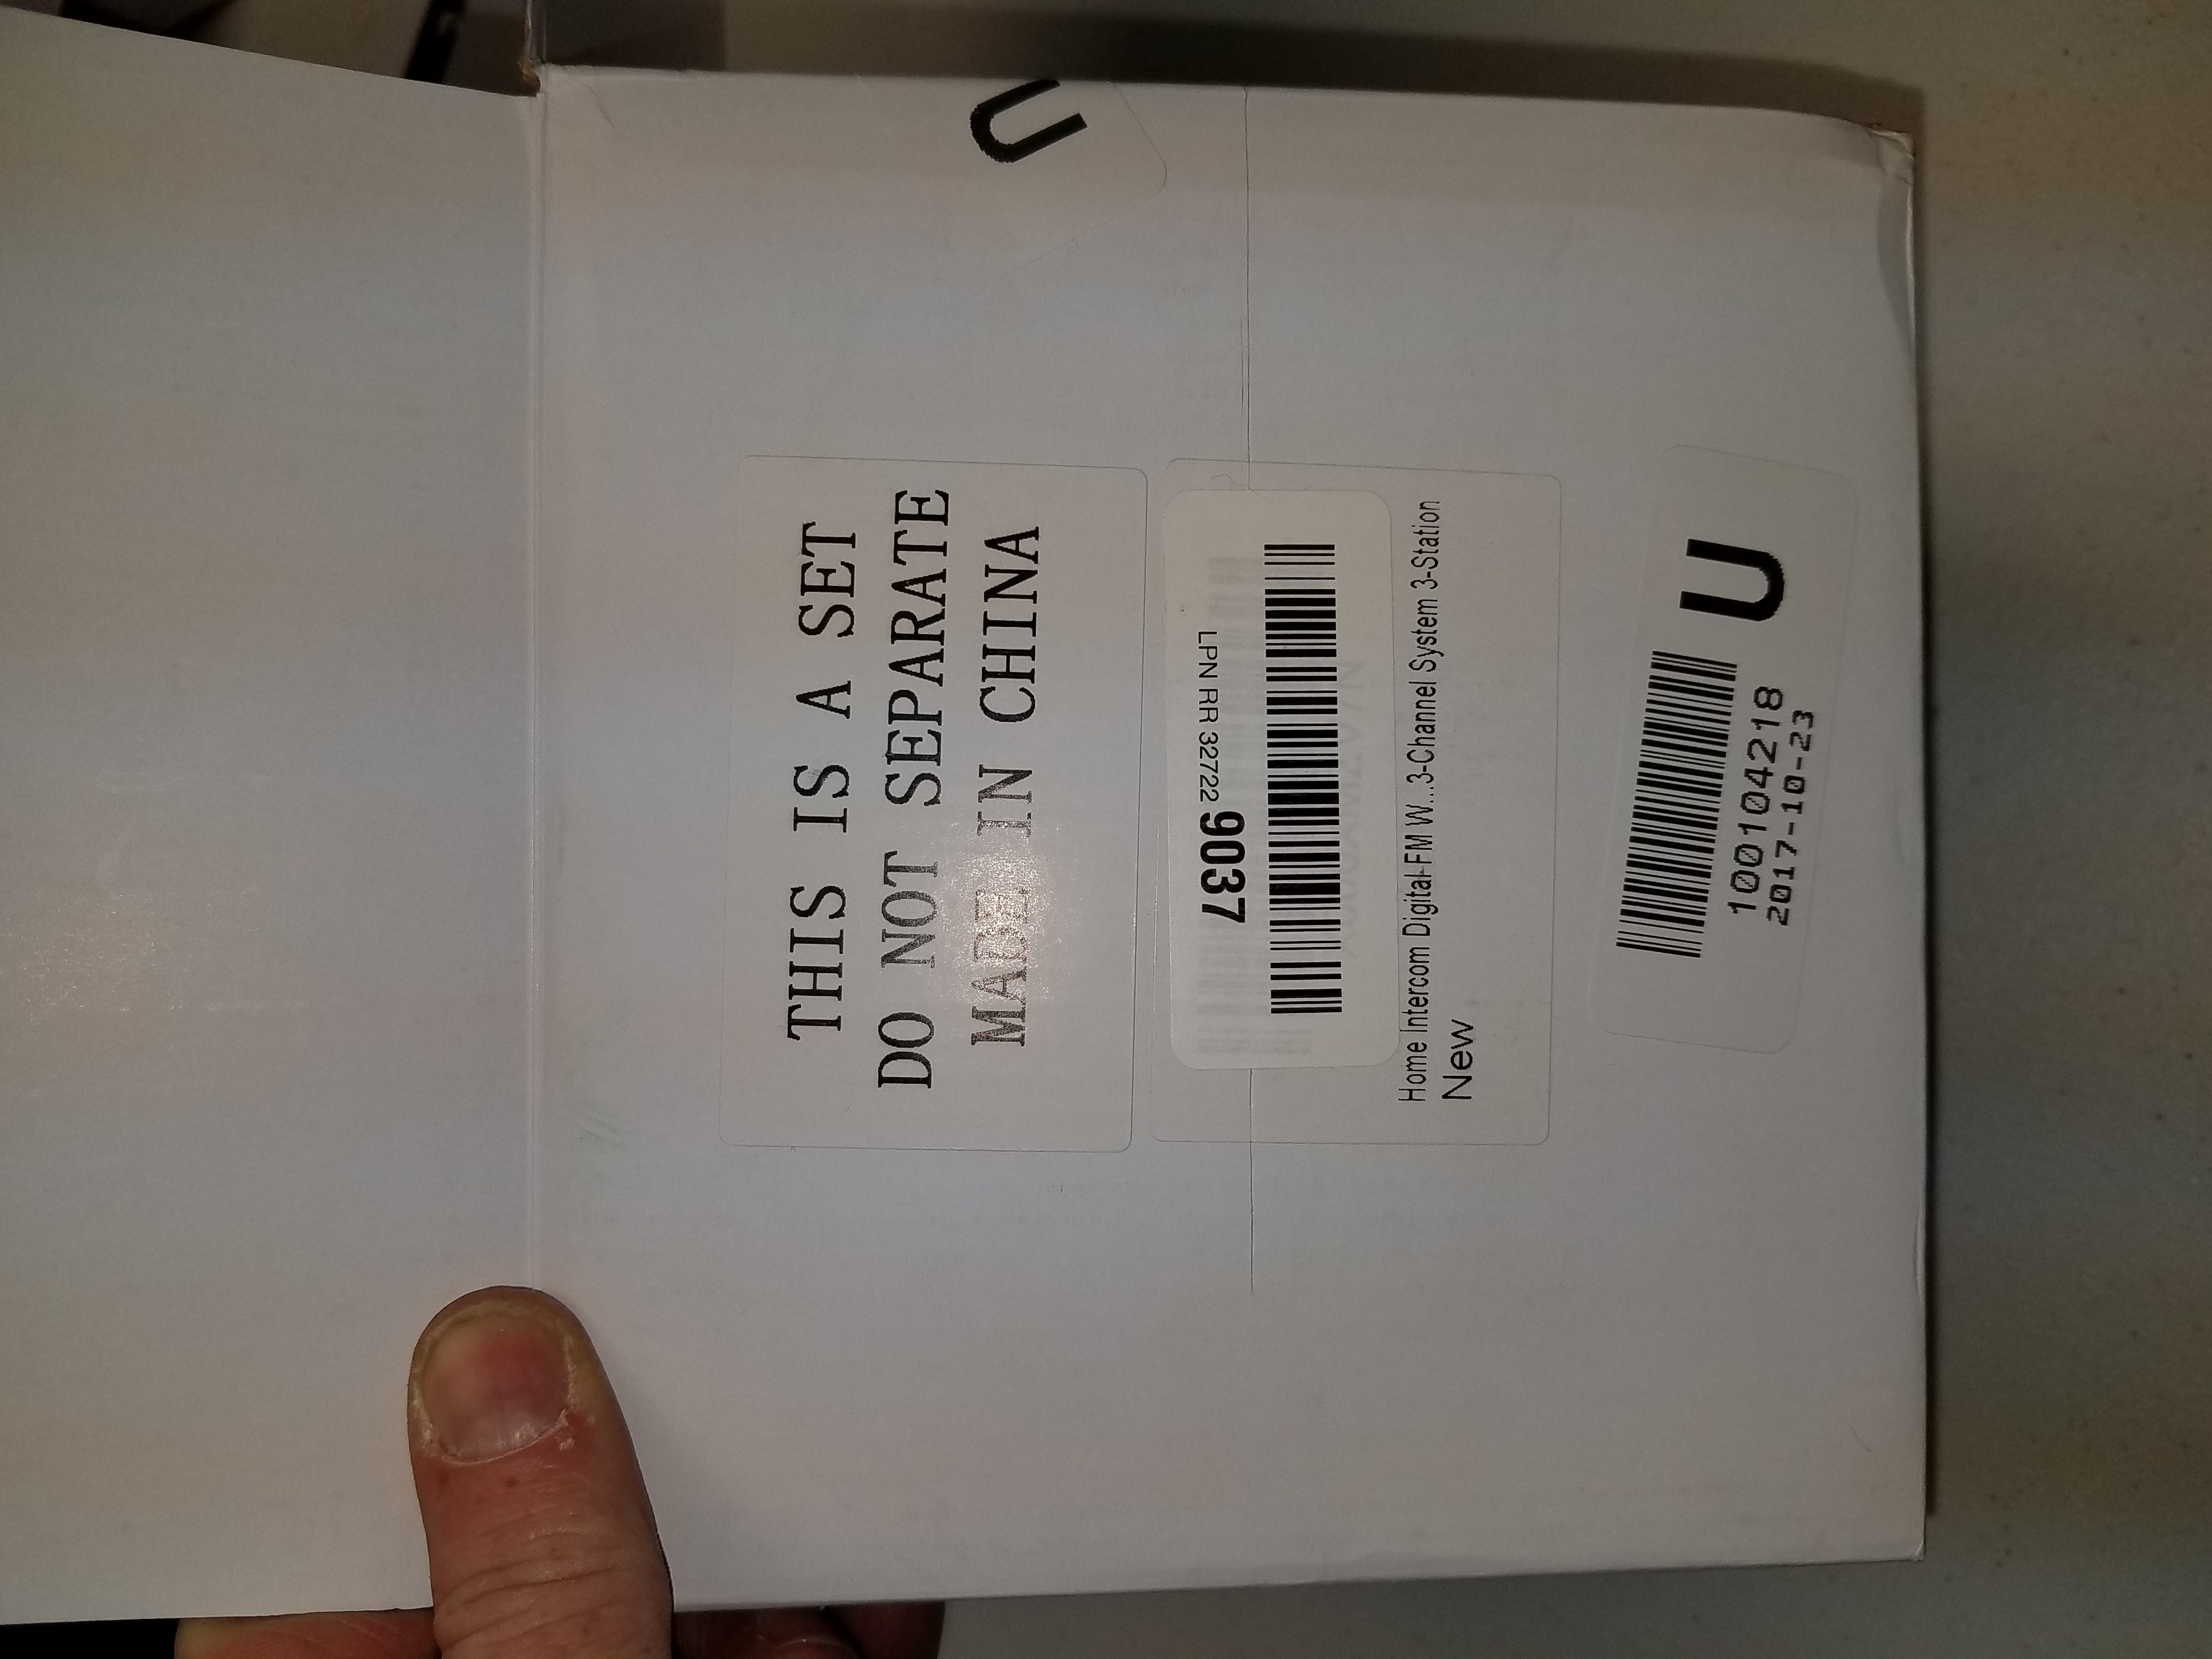 U
THIS IS A SET
DO NOT SEPARATE
MADE IN CHINA
LPN RR 32722 9037
Home Intercom Digital-FM W...3-Channel System 3-Station
New
U
100104218
2017-10-23